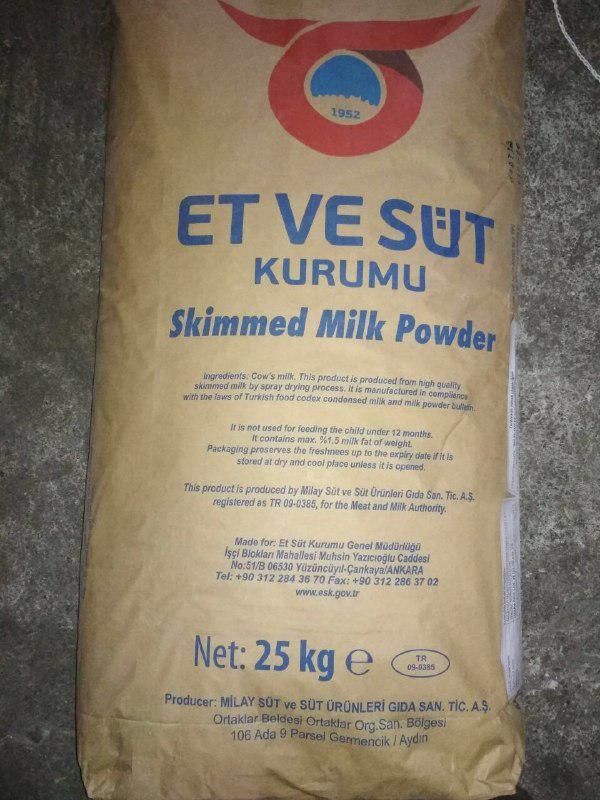 1952
ET VE SÜT
KURUMU
Skimmed Milk Powder
Ingredients: Cow's milk. This product is produced from high quality
skimmed milk by spray drying process. It is manufactured in compliance
with the laws of Turkish food codex condensed milk and milk powder bulletin.
It is not used for feeding the child under 12 months.
It contains max. %1.5 milk fat of weight.
Packaging preserves the freshnees up to the expiry date if it is
stored at dry and cool place unless it is opened.
This product is produced by Milay Süt ve Süt Ürünleri Gıda San. Tic. A.Ş.
registered as TR 09-0385, for the Meat and Milk Authority.
Made for: Et Süt Kurumu Genel Müdürlüğü
İşçi Blokları Mahallesi Muhsin Yazıcıoğlu Caddesi
No:51/B 06530 Yüzüncüyıl-Çankaya/ANKARA
Tel: +90 312 284 36 70 Fax: +90 312 286 37 02
www.esk.gov.tr
Net: 25 kg e
TR
09-0385
Producer: MİLAY SÜT ve SÜT ÜRÜNLERİ GIDA SAN. TİC. A.Ş.
Ortaklar Beldesi Ortaklar Org.San. Bölgesi
106 Ada 9 Parsel Germencik / Aydın